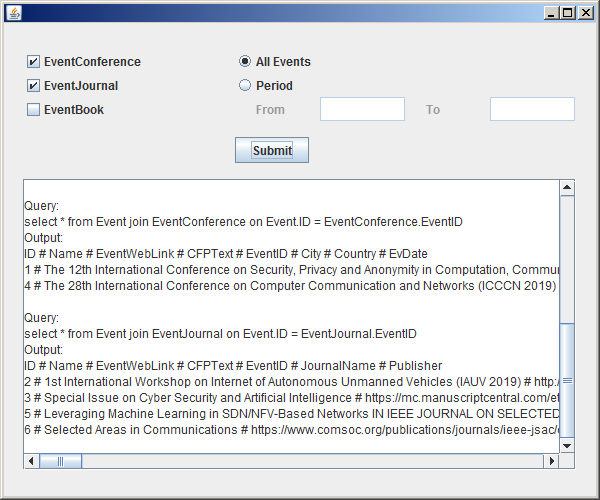 EventConference
All Events
EventJournal
Period
EventBook
From
To
Submit
Query:
select * from Event join EventConference on Event.ID = EventConference.EventID
Output:
ID # Name # EventWebLink # CFPText # EventID # City # Country # EvDate
1 # The 12th International Conference on Security, Privacy and Anonymity in Computation, Commu
4 # The 28th International Conference on Computer Communication and Networks (ICCCN 2019)
Query:
select * from Event join EventJournal on Event.ID = EventJournal.EventID
Output:
ID # Name # EventWebLink # CFPText # EventID # JournalName # Publisher
2 # 1st International Workshop on Internet of Autonomous Unmanned Vehicles (IAUV 2019) # http:/
3 # Special Issue on Cyber Security and Artificial Intelligence # https://mc.manuscriptcentral.com/et
5 # Leveraging Machine Learning in SDN/NFV-Based Networks IN IEEE JOURNAL ON SELECTED
6 # Selected Areas in Communications # https://www.comsoc.org/publications/journals/ieee-jsac/